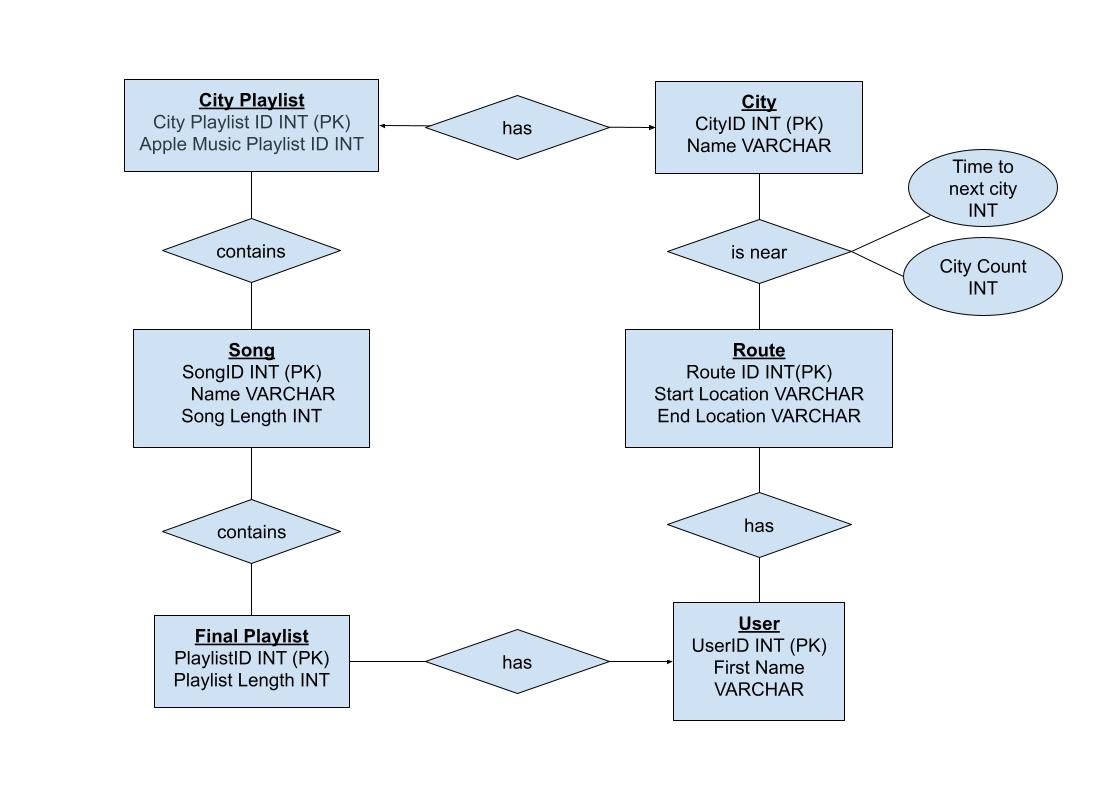 City Playlist
City Playlist ID INT (PK)
Apple Music Playlist ID INT
has
City
CityID INT (PK)
Name VARCHAR
Time to
next city
INT
contains
is near
City Count
INT
Song
SongID INT (PK)
Name VARCHAR
Song Length INT
Route
Route ID INT(PK)
Start Location VARCHAR
End Location VARCHAR
contains
has
Final Playlist
PlaylistID INT (PK)
Playlist Length INT
has
User
UserID INT (PK)
First Name
VARCHAR